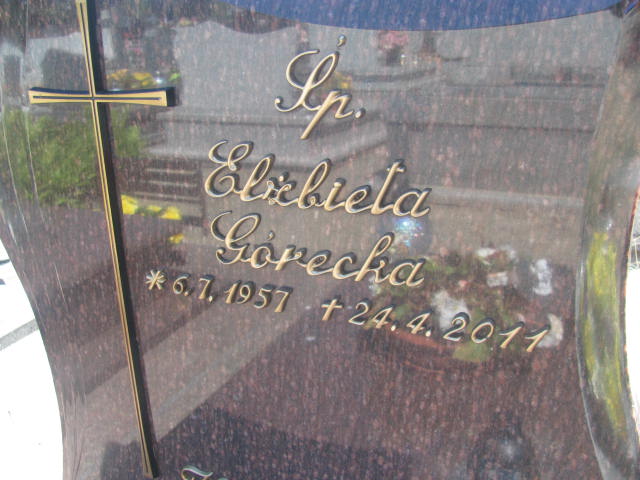 Śp.
Elżbieta
Górecka
* 6.7.1957 + 24.4.2011